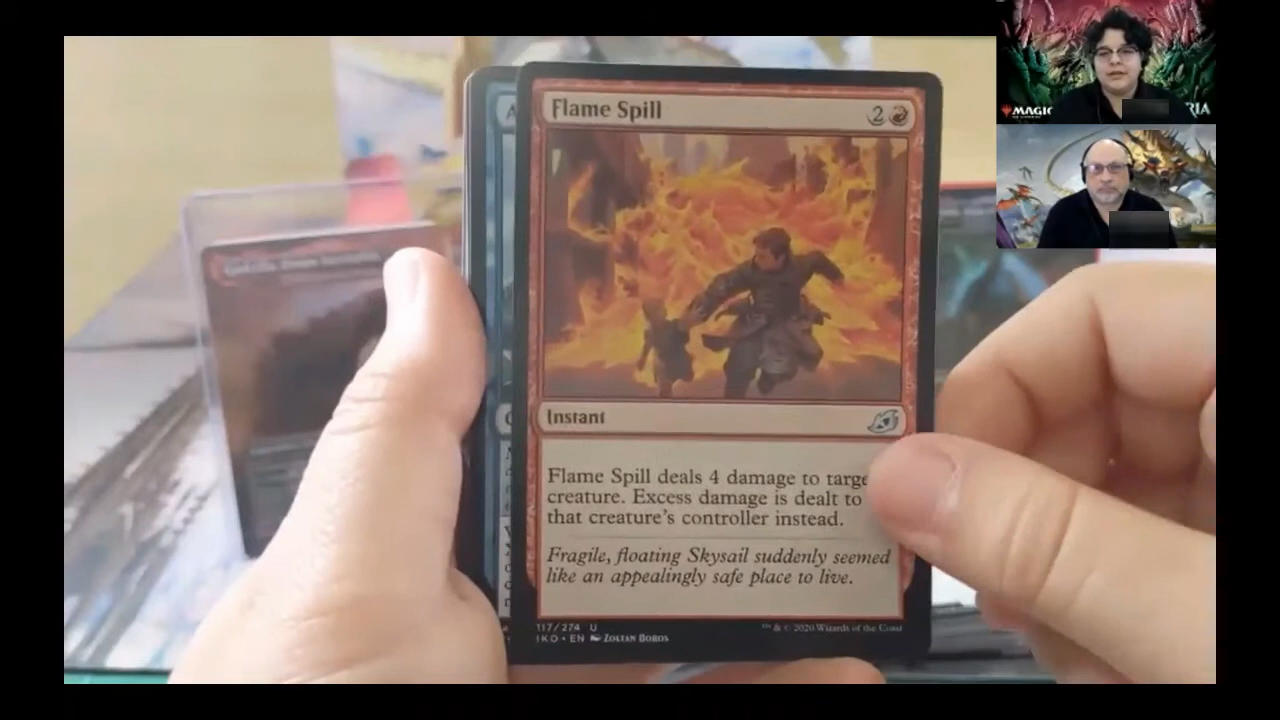 Flame Spill
2
MAGIC
RIA
Instant
Flame Spill deals 4 damage to targe
creature. Excess damage is dealt to
that creature's controller instead.
Fragile, floating Skysail suddenly seemed
like an appealingly safe place to live.
117/274 U
IKO • EN ZOLTAN BOROS
™ & © 2020 Wizards of the Coast